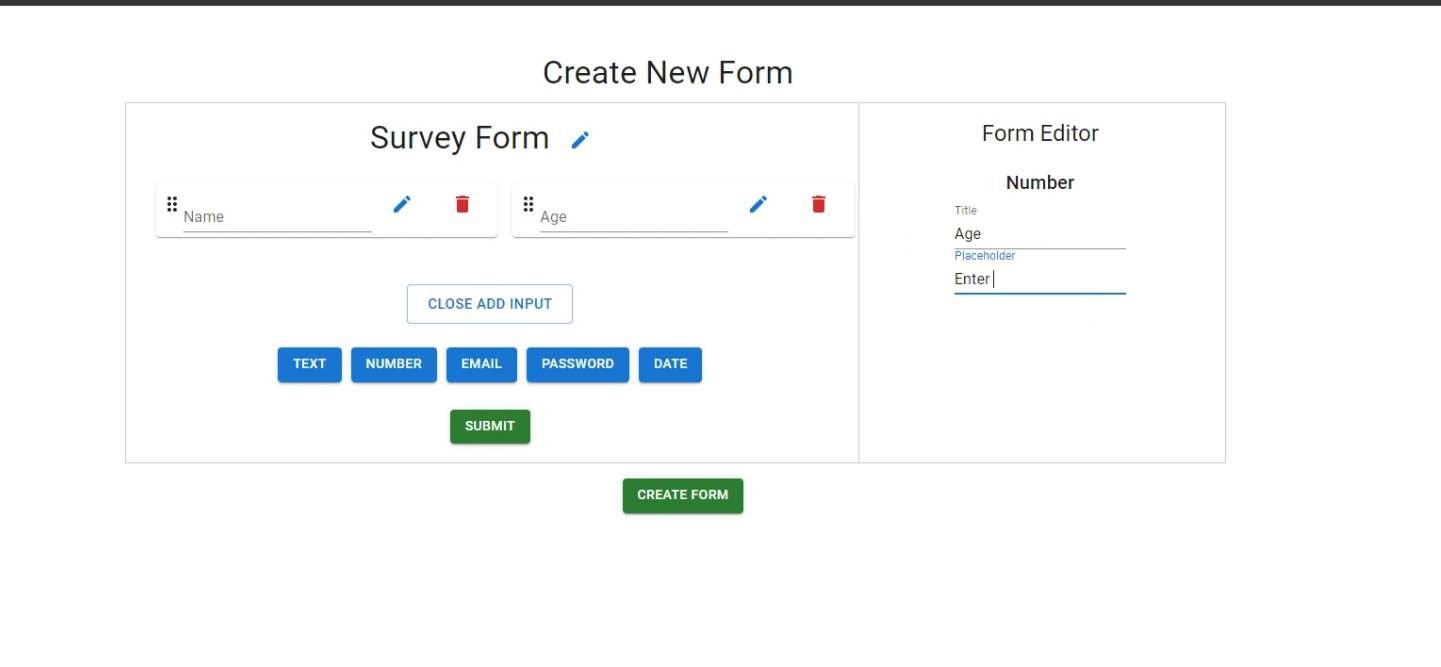 Create New Form
Survey Form
Name
Age
CLOSE ADD INPUT
TEXT NUMBER EMAIL PASSWORD DATE
SUBMIT
Form Editor
Number
Title
Age
Placeholder
Enter
CREATE FORM